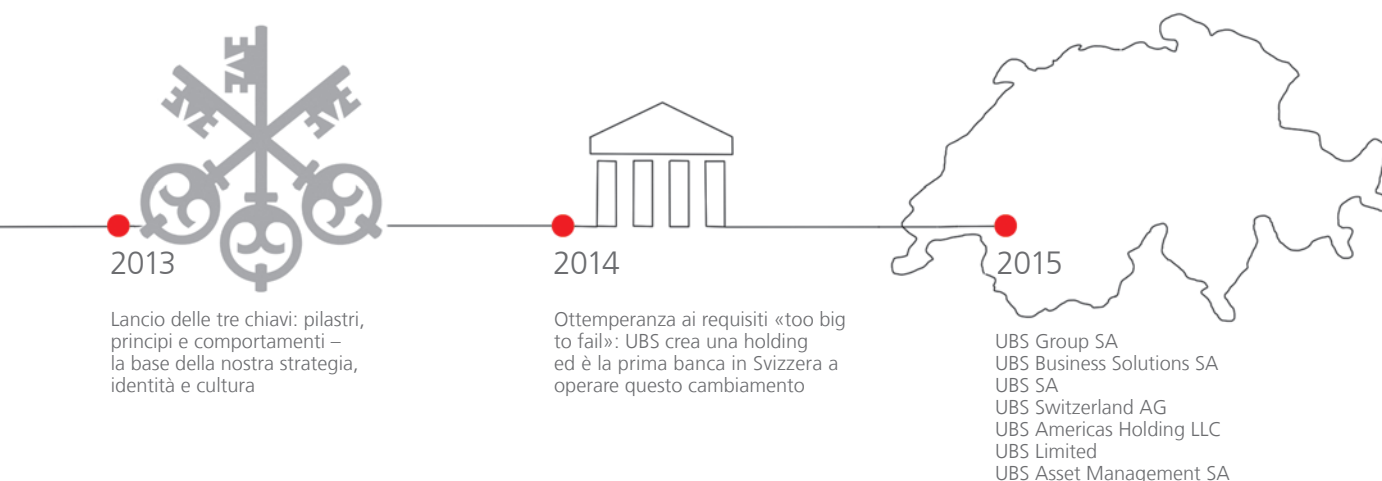 2013
Lancio delle tre chiavi: pilastri,
principi e comportamenti –
la base della nostra strategia,
identità e cultura
2014
Ottemperanza ai requisiti «too big
to fail»: UBS crea una holding
ed è la prima banca in Svizzera a
operare questo cambiamento
2015
UBS Group SA
UBS Business Solutions SA
UBS SA
UBS Switzerland AG
UBS Americas Holding LLC
UBS Limited
UBS Asset Management SA